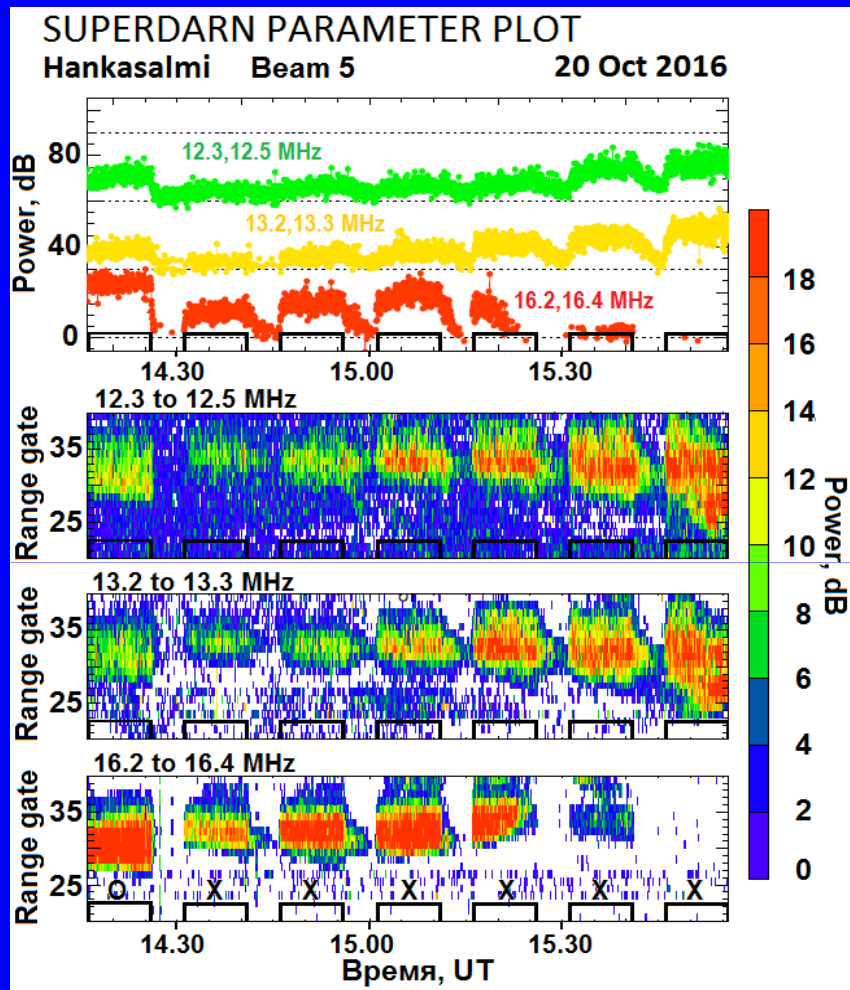 SUPERDARN PARAMETER PLOT
Hankasalmi Beam 5 20 Oct 2016
Power, dB
80
40
0
12.3,12.5 MHz
13.2,13.3 MHz
16.2,16.4 MHz
14.30 15.00 15.30
12.3 to 12.5 MHz
Range gate
35
25
13.2 to 13.3 MHz
Range gate
35
25
16.2 to 16.4 MHz
Range gate
35
25
O X X X X X X
14.30 15.00 15.30
Время, UT
18
16
14
12
10
8
6
4
2
0
Power, dB